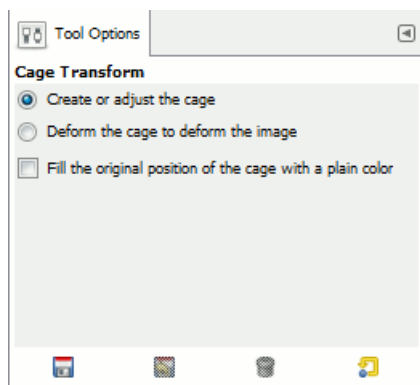 Tool Options
Cage Transform
Create or adjust the cage
Deform the cage to deform the image
Fill the original position of the cage with a plain color